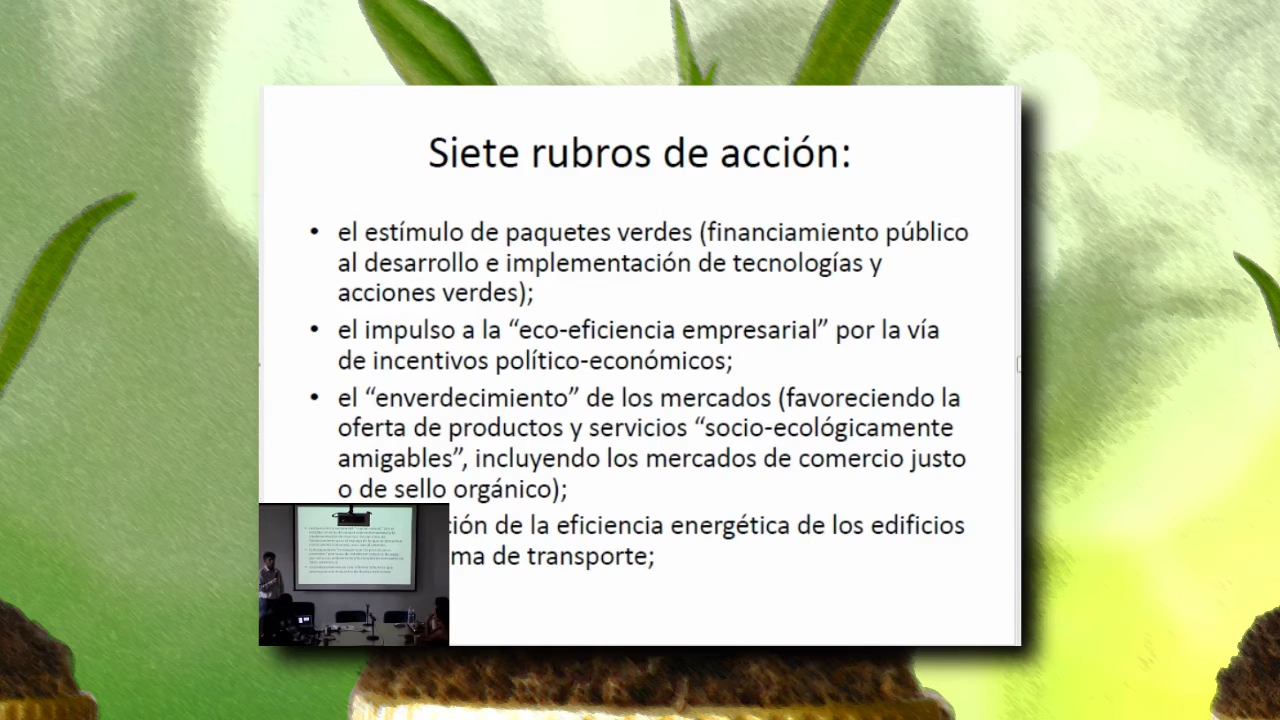 Siete rubros de acción:
• el estímulo de paquetes verdes (financiamiento público
al desarrollo e implementación de tecnologías y
acciones verdes);
• el impulso a la “eco-eficiencia empresarial” por la vía
de incentivos político-económicos;
• el “enverdecimiento” de los mercados (favoreciendo la
oferta de productos y servicios “socio-ecológicamente
amigables”, incluyendo los mercados de comercio justo
o de sello orgánico);
de la eficiencia energética de los edificios
de transporte;